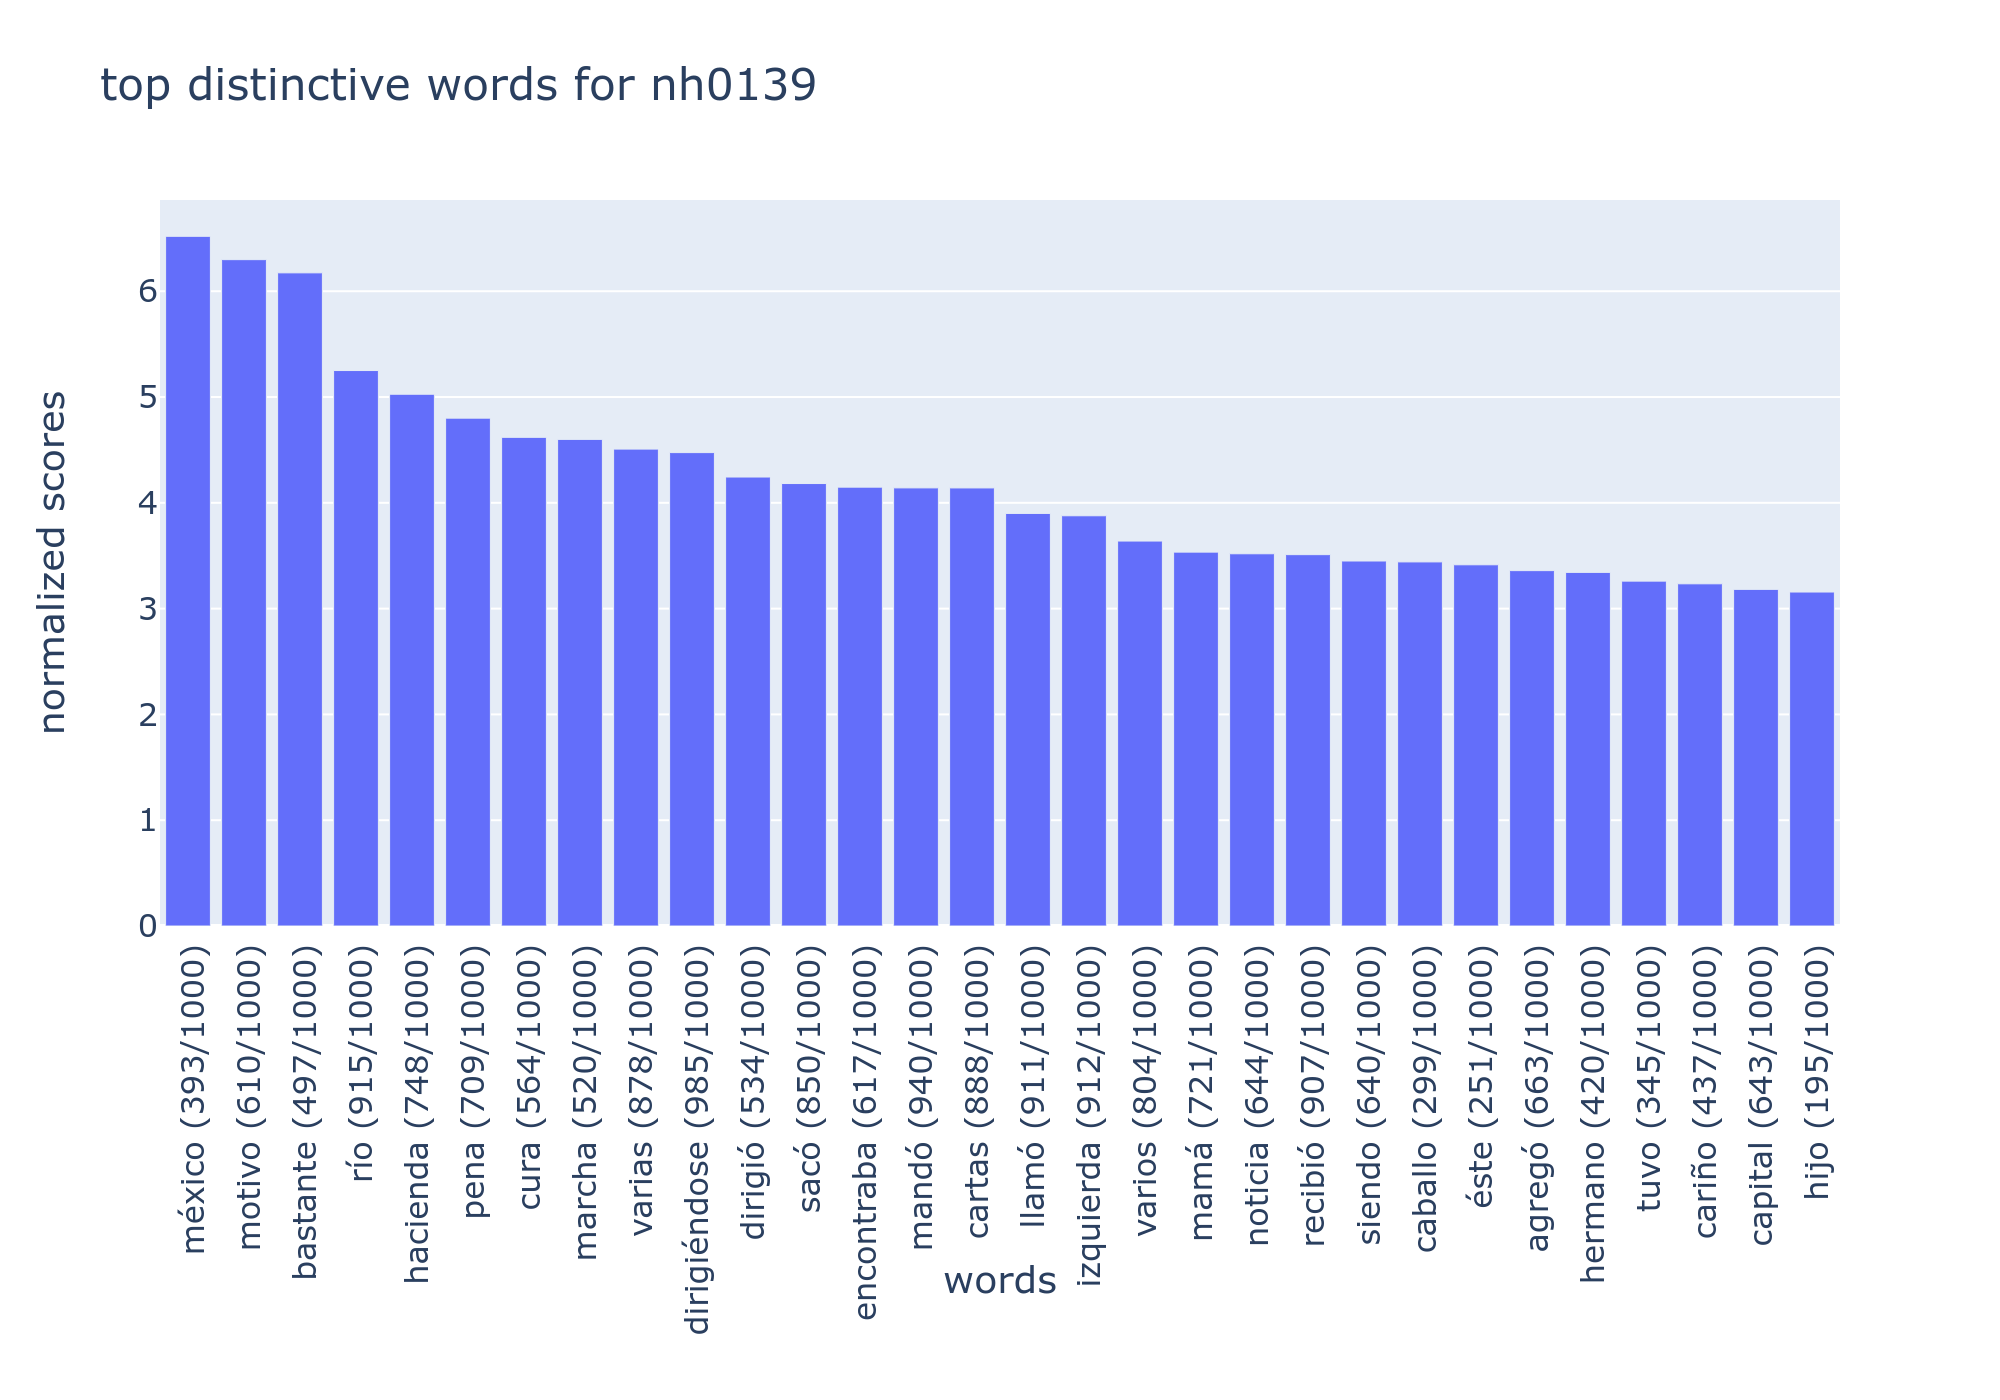 top distinctive words for nh0139
normalized scores
6
5
4
3
2
1
0
méxico (393/1000)
motivo (610/1000)
bastante (497/1000)
río (915/1000)
hacienda (748/1000)
pena (709/1000)
cura (564/1000)
marcha (520/1000)
varias (878/1000)
dirigiéndose (985/1000)
dirigió (534/1000)
sacó (850/1000)
encontraba (617/1000)
mandó (940/1000)
cartas (888/1000)
llamó (911/1000)
izquierda (912/1000)
varios (804/1000)
mamá (721/1000)
noticia (644/1000)
recibió (907/1000)
siendo (640/1000)
caballo (299/1000)
éste (251/1000)
agregó (663/1000)
hermano (420/1000)
tuvo (345/1000)
cariño (437/1000)
capital (643/1000)
hijo (195/1000)
words